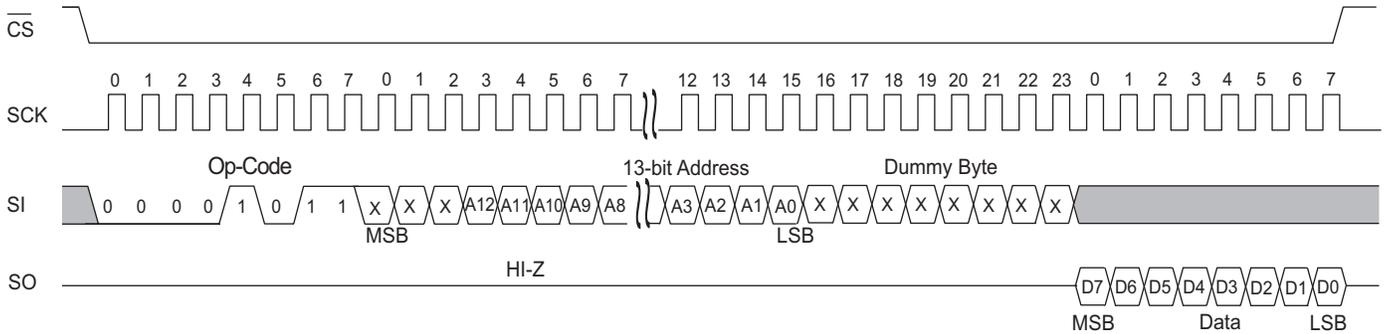 CS
0 1 2 3 4 5 6 7 0 1 2 3 4 5 6 7 12 13 14 15 16 17 18 19 20 21 22 23 0 1 2 3 4 5 6 7
SCK
Op-Code 13-bit Address Dummy Byte
SI 0 0 0 0 1 0 1 1 X X X A12 A11 A10 A9 A8 A3 A2 A1 A0 X X X X X X X X
MSB LSB
HI-Z
SO D7 D6 D5 D4 D3 D2 D1 D0
MSB Data LSB